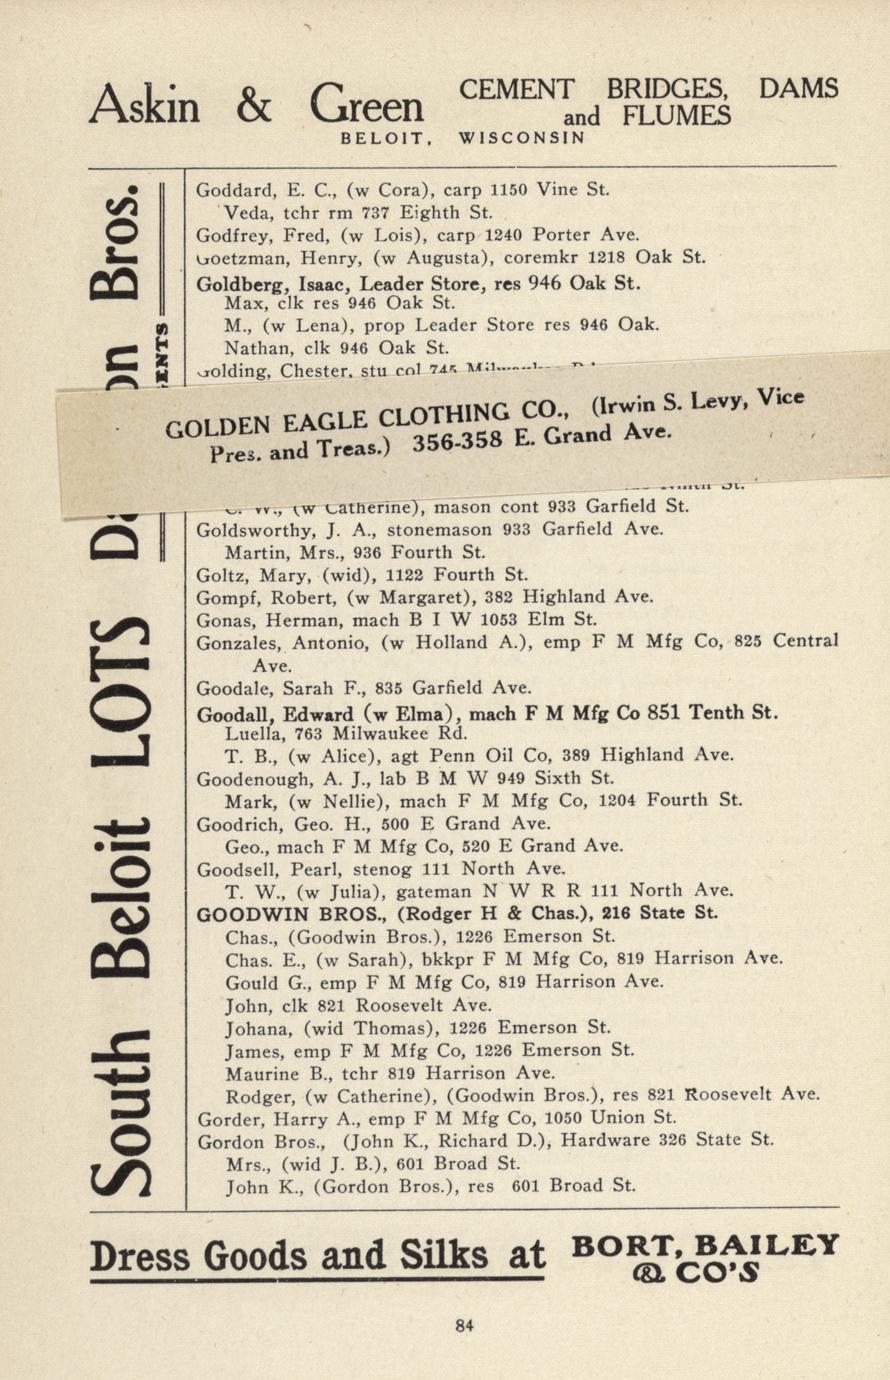 Askin & Green CEMENT BRIDGES, DAMS
and FLUMES
BELOIT, WISCONSIN
Goddard, E. C., (w Cora), carp 1150 Vine St.
Veda, tchr rm 737 Eighth St.
Godfrey, Fred, (w Lois), carp 1240 Porter Ave.
Goetzman, Henry, (w Augusta), coremkr 1218 Oak St.
Goldberg, Isaac, Leader Store, res 946 Oak St.
Max, clk res 946 Oak St.
M., (w Lena), prop Leader Store res 946 Oak.
Nathan, clk 946 Oak St.
Golding, Chester, stu col 745
GOLDEN EAGLE CLOTHING CO., (Irwin S. Levy, Vice
Pres. and Treas.) 356-358 E. Grand Ave.
St.
C. W., (w Catherine), mason cont 933 Garfield St.
Goldsworthy, J. A., stonemason 933 Garfield Ave.
Martin, Mrs., 936 Fourth St.
Goltz, Mary, (wid), 1122 Fourth St.
Gompf, Robert, (w Margaret), 382 Highland Ave.
Gonas, Herman, mach B I W 1053 Elm St.
Gonzales, Antonio, (w Holland A.), emp F M Mfg Co, 825 Central
Ave.
Goodale, Sarah F., 835 Garfield Ave.
Goodall, Edward (w Elma), mach F M Mfg Co 851 Tenth St.
Luella, 763 Milwaukee Rd.
T. B., (w Alice), agt Penn Oil Co, 389 Highland Ave.
Goodenough, A. J., lab B M W 949 Sixth St.
Mark, (w Nellie), mach F M Mfg Co, 1204 Fourth St.
Goodrich, Geo. H., 500 E Grand Ave.
Geo., mach F M Mfg Co, 520 E Grand Ave.
Goodsell, Pearl, stenog 111 North Ave.
T. W., (w Julia), gateman N W R R 111 North Ave.
GOODWIN BROS., (Rodger H & Chas.), 216 State St.
Chas., (Goodwin Bros.), 1226 Emerson St.
Chas. E., (w Sarah), bkkpr F M Mfg Co, 819 Harrison Ave.
Gould G., emp F M Mfg Co, 819 Harrison Ave.
John, clk 821 Roosevelt Ave.
Johana, (wid Thomas), 1226 Emerson St.
James, emp F M Mfg Co, 1226 Emerson St.
Maurine B., tchr 819 Harrison Ave.
Rodger, (w Catherine), (Goodwin Bros.), res 821 Roosevelt Ave.
Gorder, Harry A., emp F M Mfg Co, 1050 Union St.
Gordon Bros., (John K., Richard D.), Hardware 326 State St.
Mrs., (wid J. B.), 601 Broad St.
John K., (Gordon Bros.), res 601 Broad St.
South Beloit LOTS Bros.
Dress Goods and Silks at BORT, BAILEY
& CO'S
84